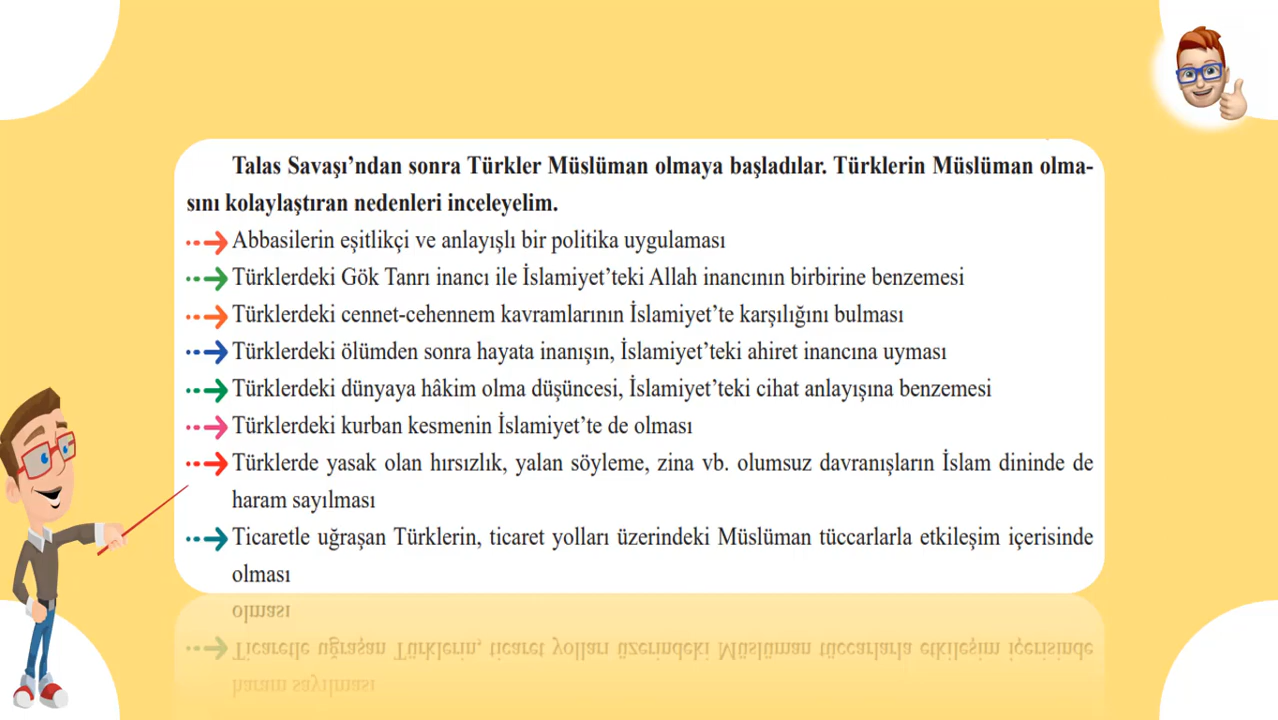 Talas Savaşı’ndan sonra Türkler Müslüman olmaya başladılar. Türklerin Müslüman olma-
sını kolaylaştıran nedenleri inceleyelim.
Abbasilerin eşitlikçi ve anlayışlı bir politika uygulaması
Türklerdeki Gök Tanrı inancı ile İslamiyet’teki Allah inancının birbirine benzemesi
Türklerdeki cennet-cehennem kavramlarının İslamiyet’te karşılığını bulması
Türklerdeki ölümden sonra hayata inanışın, İslamiyet’teki ahiret inancına uyması
Türklerdeki dünyaya hâkim olma düşüncesi, İslamiyet’teki cihat anlayışına benzemesi
Türklerdeki kurban kesmenin İslamiyet’te de olması
Türklerde yasak olan hırsızlık, yalan söyleme, zina vb. olumsuz davranışların İslam dininde de
haram sayılması
Ticaretle uğraşan Türklerin, ticaret yolları üzerindeki Müslüman tüccarlarla etkileşim içerisinde
olması